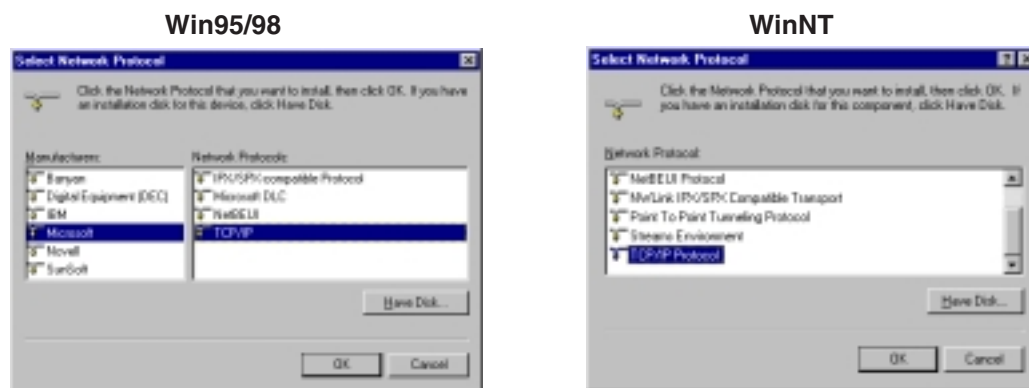 Win95/98
Select Network Protocol
Click the Network Protocol that you want to install, then click OK. If you have
an installation disk for this device, click Have Disk.
Manufacturers:
Banyan
Digital Equipment (DEC)
IBM
Microsoft
Novell
SunSoft
Network Protocols:
IPX/SPX-compatible Protocol
Microsoft DLC
NetBEUI
TCP/IP
Have Disk...
OK
Cancel
WinNT
Select Network Protocol
Click the Network Protocol that you want to install, then click OK. If
you have an installation disk for this component, click Have Disk.
Network Protocol:
NetBEUI Protocol
NWLink IPX/SPX Compatible Transport
Point To Point Tunneling Protocol
Streams Environment
TCP/IP Protocol
Have Disk...
OK
Cancel